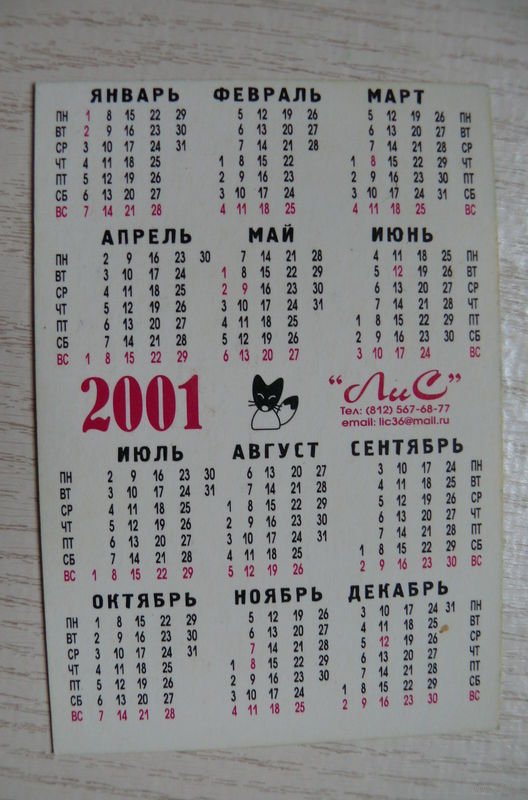 ЯНВАРЬ ФЕВРАЛЬ МАРТ
ПН 1 8 15 22 29 5 12 19 26 5 12 19 26 ПН
ВТ 2 9 16 23 30 6 13 20 27 6 13 20 27 ВТ
СР 3 10 17 24 31 7 14 21 28 7 14 21 28 СР
ЧТ 4 11 18 25 1 8 15 22 1 8 15 22 29 ЧТ
ПТ 5 12 19 26 2 9 16 23 2 9 16 23 30 ПТ
СБ 6 13 20 27 3 10 17 24 3 10 17 24 31 СБ
ВС 7 14 21 28 4 11 18 25 4 11 18 25 ВС
АПРЕЛЬ МАЙ ИЮНЬ
ПН 2 9 16 23 30 7 14 21 28 4 11 18 25 ПН
ВТ 3 10 17 24 1 8 15 22 29 5 12 19 26 ВТ
СР 4 11 18 25 2 9 16 23 30 6 13 20 27 СР
ЧТ 5 12 19 26 3 10 17 24 31 7 14 21 28 ЧТ
ПТ 6 13 20 27 4 11 18 25 1 8 15 22 29 ПТ
СБ 7 14 21 28 5 12 19 26 2 9 16 23 30 СБ
ВС 1 8 15 22 29 6 13 20 27 3 10 17 24 ВС
2001 "ЛиС"
Тел: (812) 567-68-77
email: lic36@mail.ru
ИЮЛЬ АВГУСТ СЕНТЯБРЬ
ПН 2 9 16 23 30 6 13 20 27 3 10 17 24 ПН
ВТ 3 10 17 24 31 7 14 21 28 4 11 18 25 ВТ
СР 4 11 18 25 1 8 15 22 29 5 12 19 26 СР
ЧТ 5 12 19 26 2 9 16 23 30 6 13 20 27 ЧТ
ПТ 6 13 20 27 3 10 17 24 31 7 14 21 28 ПТ
СБ 7 14 21 28 4 11 18 25 1 8 15 22 29 СБ
ВС 1 8 15 22 29 5 12 19 26 2 9 16 23 30 ВС
ОКТЯБРЬ НОЯБРЬ ДЕКАБРЬ
ПН 1 8 15 22 29 5 12 19 26 3 10 17 24 31 ПН
ВТ 2 9 16 23 30 6 13 20 27 4 11 18 25 ВТ
СР 3 10 17 24 31 7 14 21 28 5 12 19 26 СР
ЧТ 4 11 18 25 1 8 15 22 29 6 13 20 27 ЧТ
ПТ 5 12 19 26 2 9 16 23 30 7 14 21 28 ПТ
СБ 6 13 20 27 3 10 17 24 1 8 15 22 29 СБ
ВС 7 14 21 28 4 11 18 25 2 9 16 23 30 ВС